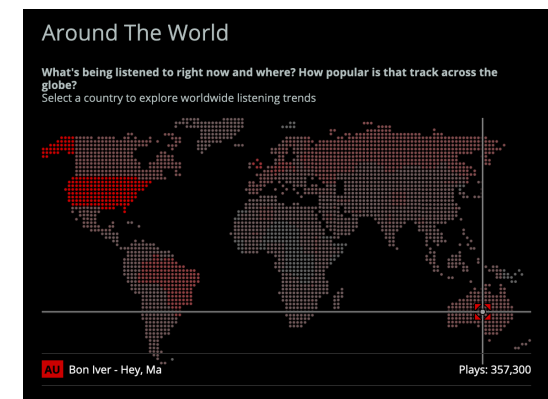 Around The World
What's being listened to right now and where? How popular is that track across the
globe?
Select a country to explore worldwide listening trends
AU Bon Iver - Hey, Ma Plays: 357,300